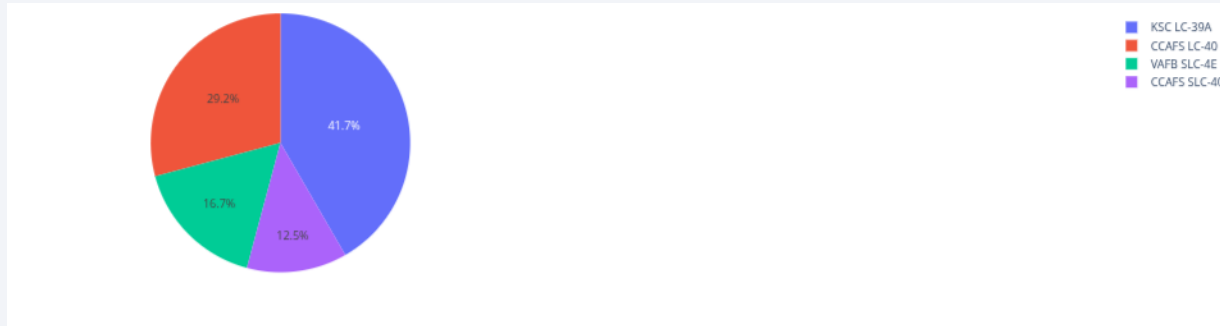 KSC LC-39A
CCAFS LC-40
VAFB SLC-4E
CCAFS SLC-40
29.2%
41.7%
16.7%
12.5%